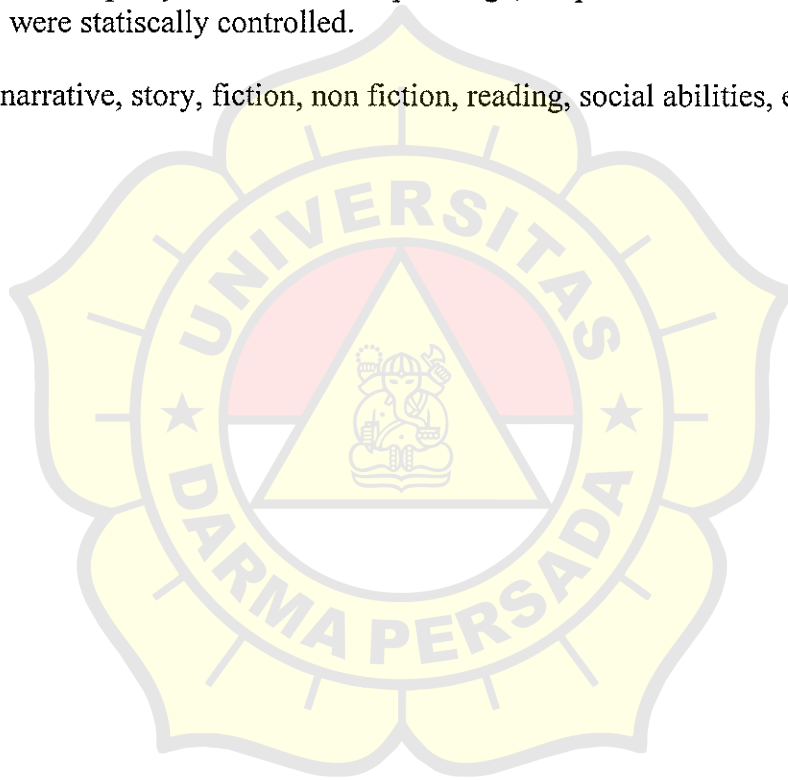 were statiscally controlled.
narrative, story, fiction, non fiction, reading, social abilities, e
UNIVERSITAS
DARMA PERSADA